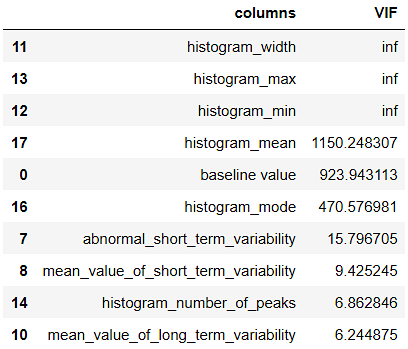 columns VIF
11 histogram_width inf
13 histogram_max inf
12 histogram_min inf
17 histogram_mean 1150.248307
0 baseline value 923.943113
16 histogram_mode 470.576981
7 abnormal_short_term_variability 15.796705
8 mean_value_of_short_term_variability 9.425245
14 histogram_number_of_peaks 6.862846
10 mean_value_of_long_term_variability 6.244875